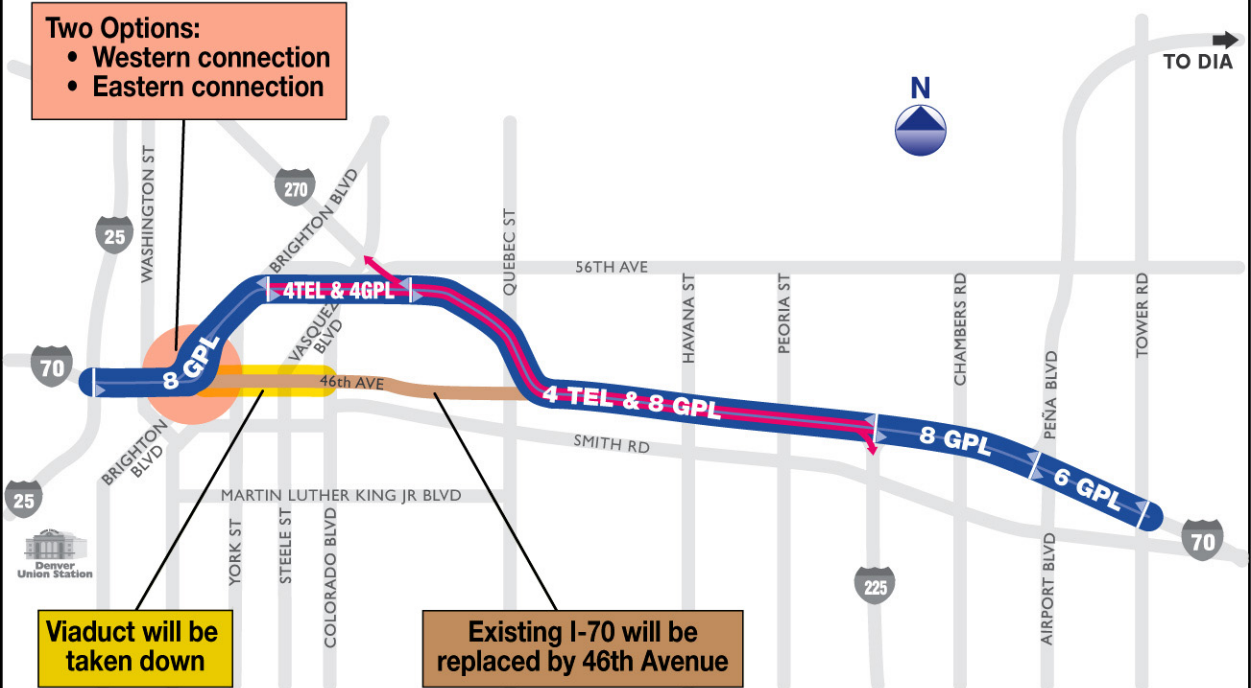 Two Options:
• Western connection
• Eastern connection
TO DIA
N
WASHINGTON ST
270
BRIGHTON BLVD
25
QUEBEC ST
56TH AVE
4TEL & 4GPL
HAVANA ST
PEORIA ST
CHAMBERS RD
TOWER RD
VASQUEZ
BLVD
PEÑA BLVD
70
8 GPL
46th AVE
4 TEL & 8 GPL
8 GPL
6 GPL
SMITH RD
BRIGHTON
BLVD
25
MARTIN LUTHER KING JR BLVD
YORK ST
STEELE ST
COLORADO BLVD
Denver
Union Station
70
225
AIRPORT BLVD
Viaduct will be
taken down
Existing I-70 will be
replaced by 46th Avenue